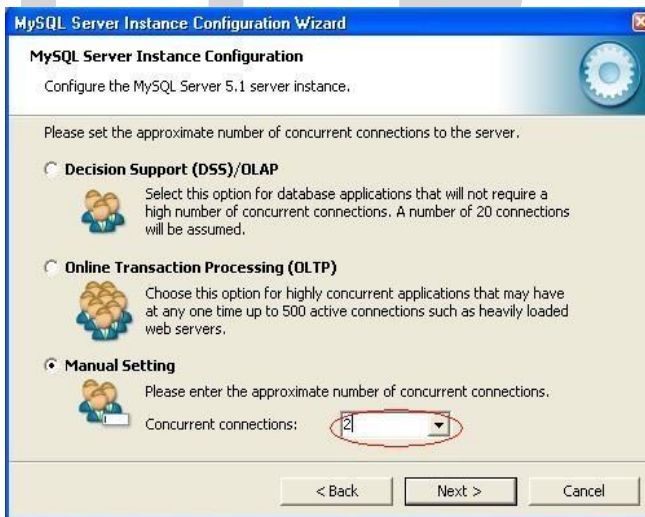 MySQL Server Instance Configuration Wizard
MySQL Server Instance Configuration
Configure the MySQL Server 5.1 server instance.
Please set the approximate number of concurrent connections to the server.
Decision Support (DSS)/OLAP
Select this option for database applications that will not require a
high number of concurrent connections. A number of 20 connections
will be assumed.
Online Transaction Processing (OLTP)
Choose this option for highly concurrent applications that may have
at any one time up to 500 active connections such as heavily loaded
web servers.
Manual Setting
Please enter the approximate number of concurrent connections.
Concurrent connections: 2
< Back Next > Cancel